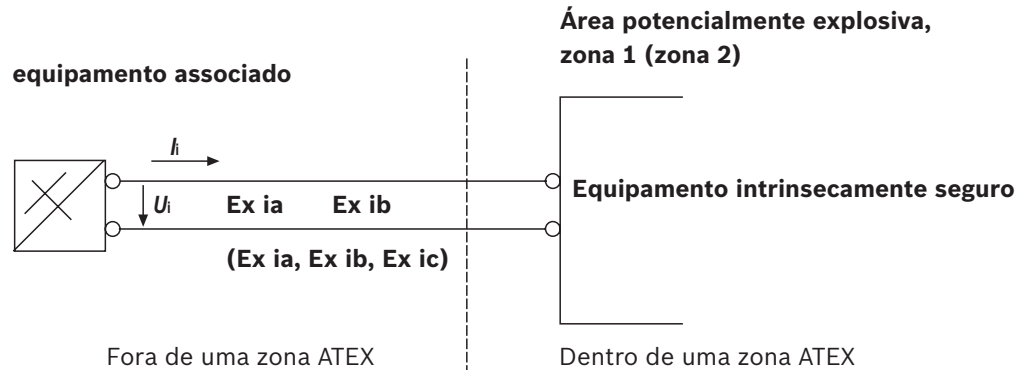 Área potencialmente explosiva,
zona 1 (zona 2)
equipamento associado
Ii
Ui
Ex ia Ex ib
Equipamento intrinsecamente seguro
(Ex ia, Ex ib, Ex ic)
Fora de uma zona ATEX
Dentro de uma zona ATEX